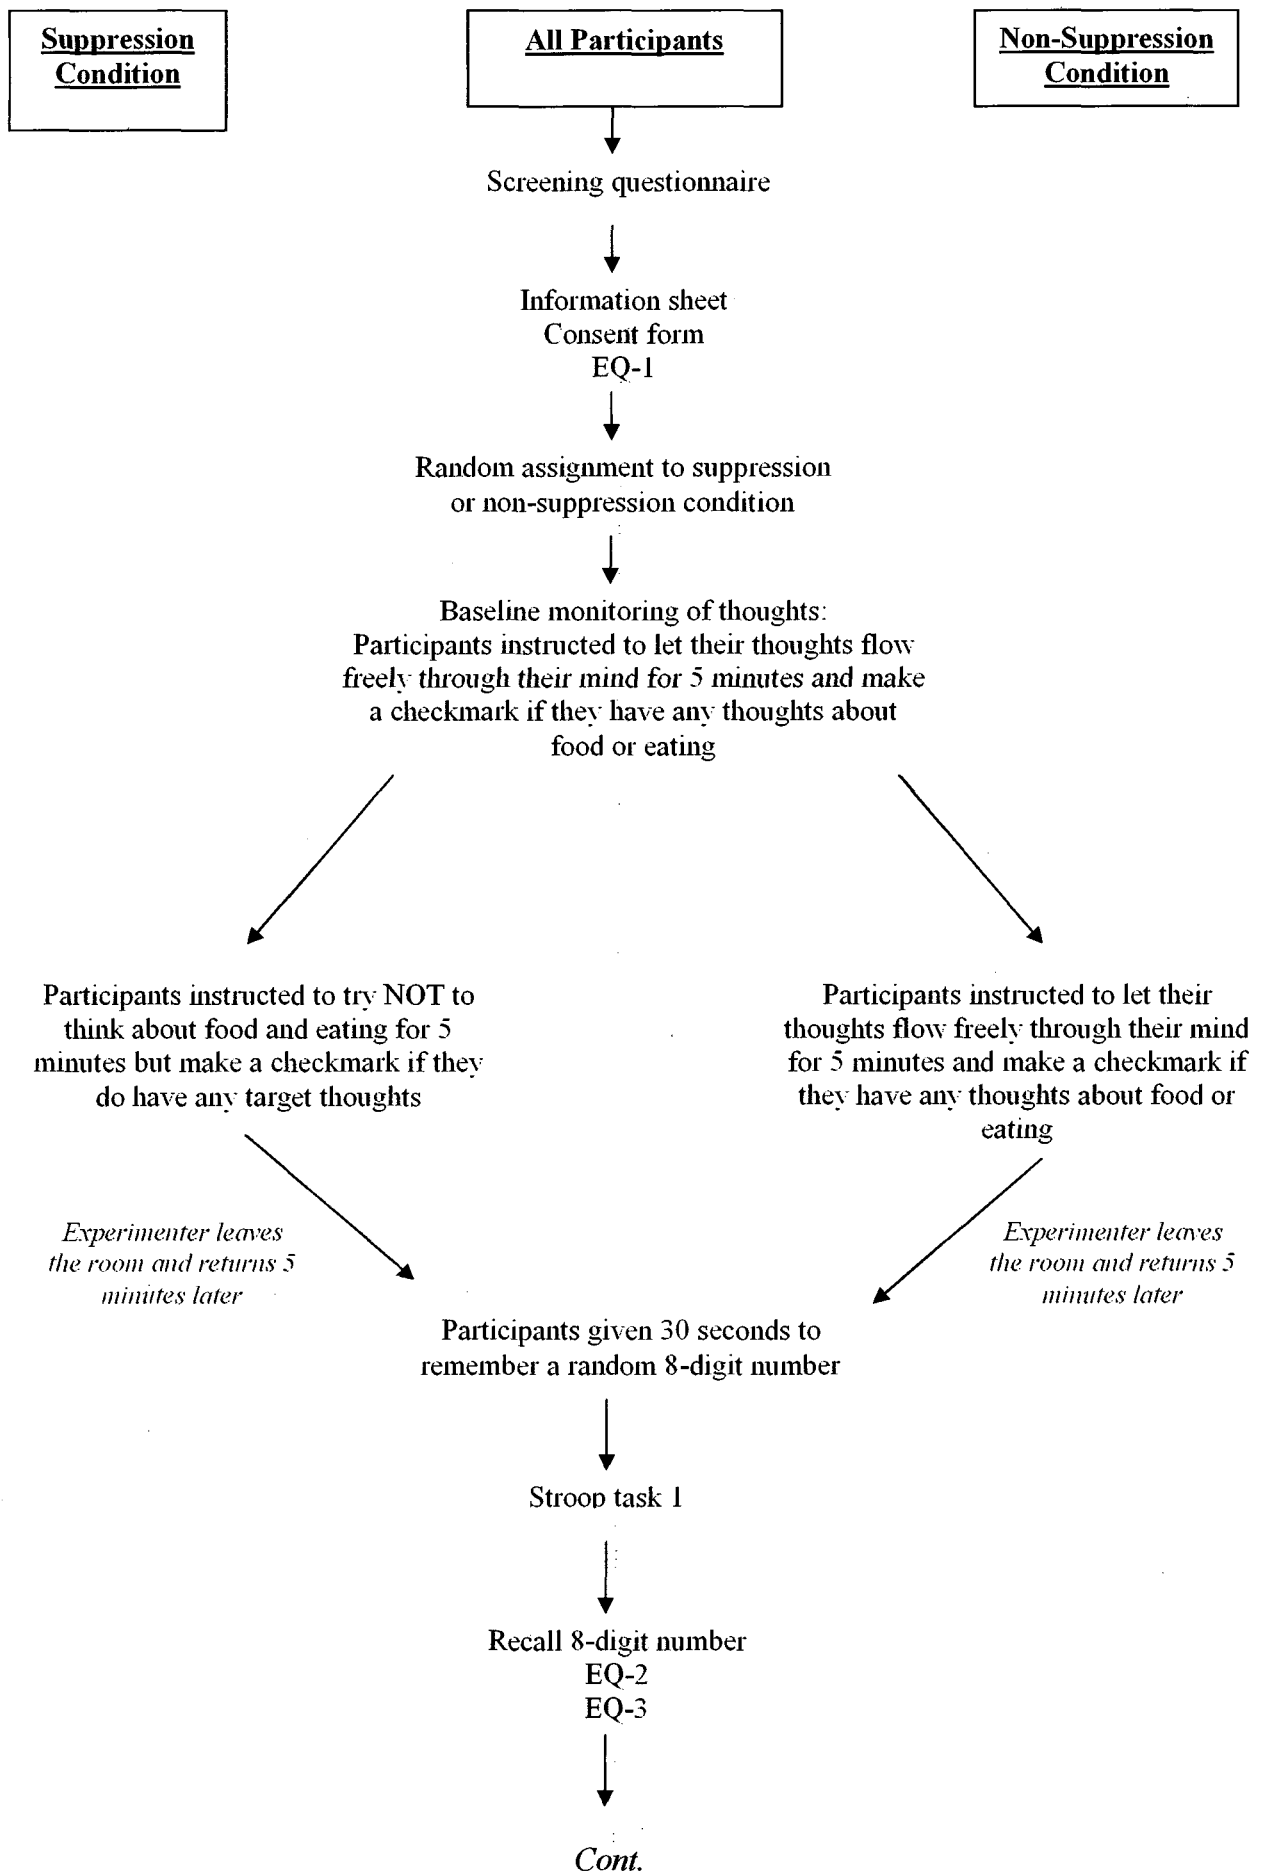 Suppression
Condition
All Participants
Non-Suppression
Condition
Screening questionnaire
Information sheet
Consent form
EQ-1
Random assignment to suppression
or non-suppression condition
Baseline monitoring of thoughts:
Participants instructed to let their thoughts flow
freely through their mind for 5 minutes and make
a checkmark if they have any thoughts about
food or eating
Participants instructed to try NOT to
think about food and eating for 5
minutes but make a checkmark if they
do have any target thoughts
Participants instructed to let their
thoughts flow freely through their mind
for 5 minutes and make a checkmark if
they have any thoughts about food or
eating
Experimenter leaves
the room and returns 5
minutes later
Experimenter leaves
the room and returns 5
minutes later
Participants given 30 seconds to
remember a random 8-digit number
Stroop task 1
Recall 8-digit number
EQ-2
EQ-3
Cont.